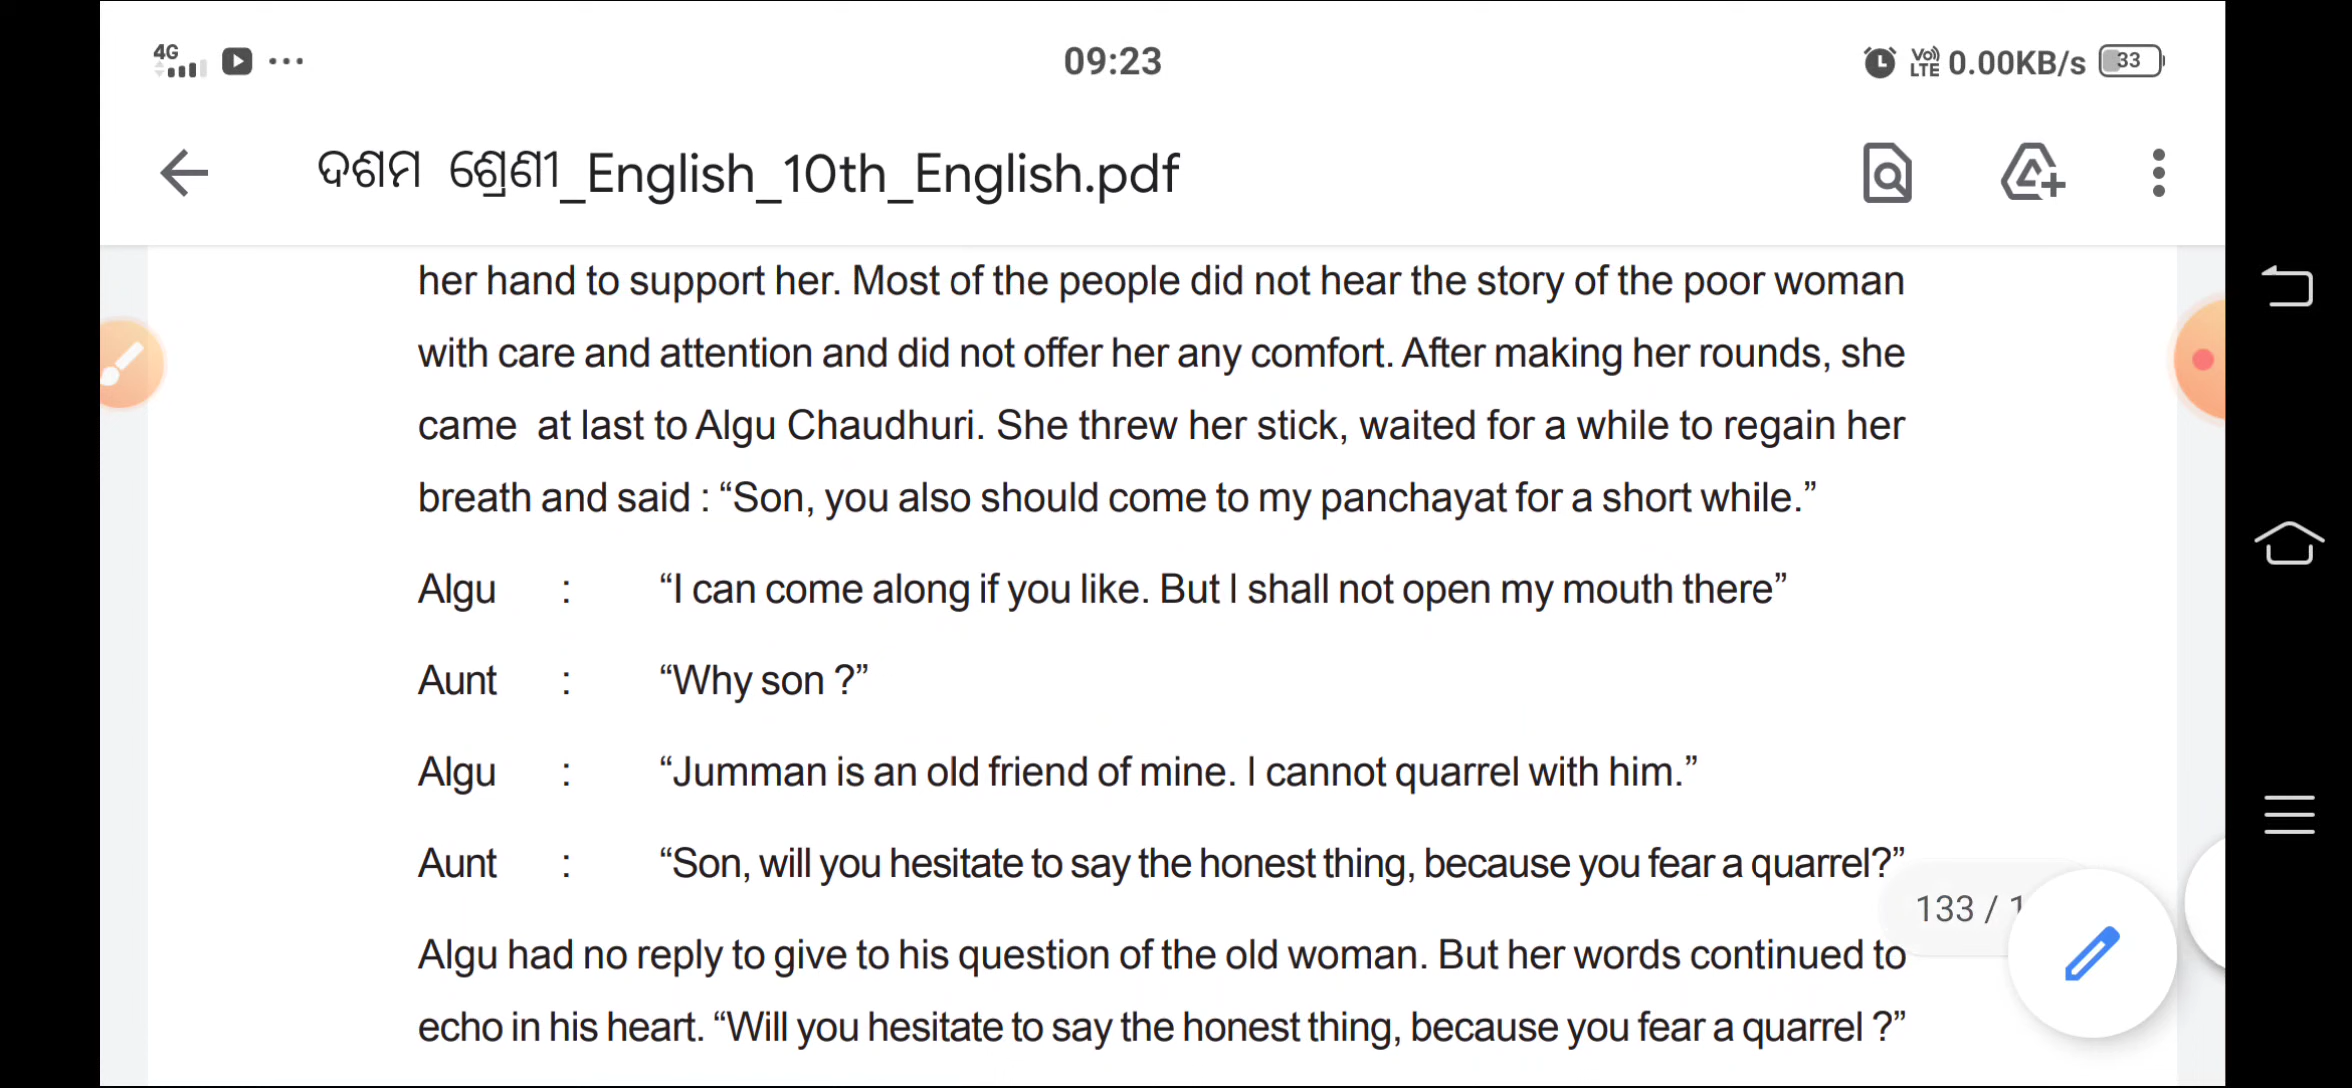 4G
09:23
Vo) LTE 0.00KB/s 33
ଦଶମ ଶ୍ରେଣୀ_English_10th_English.pdf
her hand to support her. Most of the people did not hear the story of the poor woman
with care and attention and did not offer her any comfort. After making her rounds, she
came at last to Algu Chaudhuri. She threw her stick, waited for a while to regain her
breath and said : “Son, you also should come to my panchayat for a short while.”
Algu : “I can come along if you like. But I shall not open my mouth there”
Aunt : “Why son ?”
Algu : “Jumman is an old friend of mine. I cannot quarrel with him.”
Aunt : “Son, will you hesitate to say the honest thing, because you fear a quarrel?”
133 / 1
Algu had no reply to give to his question of the old woman. But her words continued to
echo in his heart. “Will you hesitate to say the honest thing, because you fear a quarrel ?”